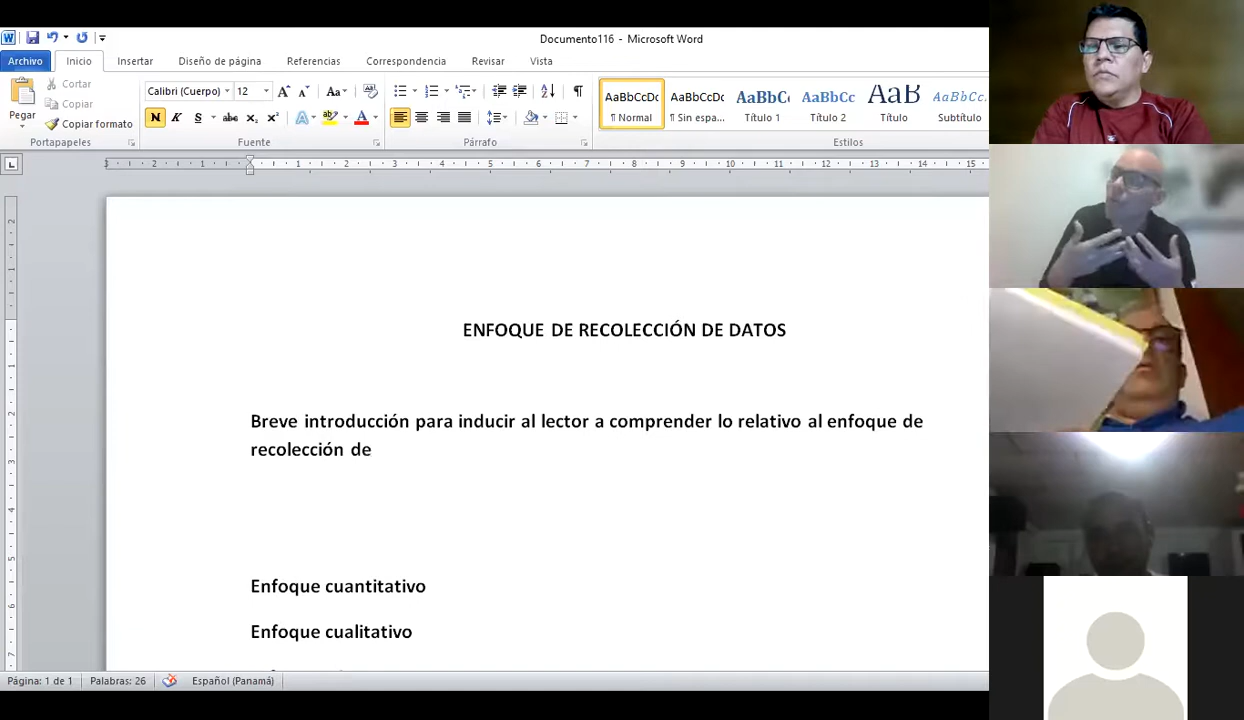 Documento116 - Microsoft Word
Archivo Inicio Insertar Diseño de página Referencias Correspondencia Revisar Vista
Pegar
Cortar
Copiar
Copiar formato
Portapapeles
Calibri (Cuerpo) 12
N K S abc x₂ x²
Fuente
Párrafo
AaBbCcDc AaBbCcDc AaBbCc AaBbCc AaB AaBbCc
¶ Normal ¶ Sin espa... Título 1 Título 2 Título Subtítulo
Estilos
ENFOQUE DE RECOLECCIÓN DE DATOS
Breve introducción para inducir al lector a comprender lo relativo al enfoque de
recolección de
Enfoque cuantitativo
Enfoque cualitativo
Página: 1 de 1 Palabras: 26 Español (Panamá)